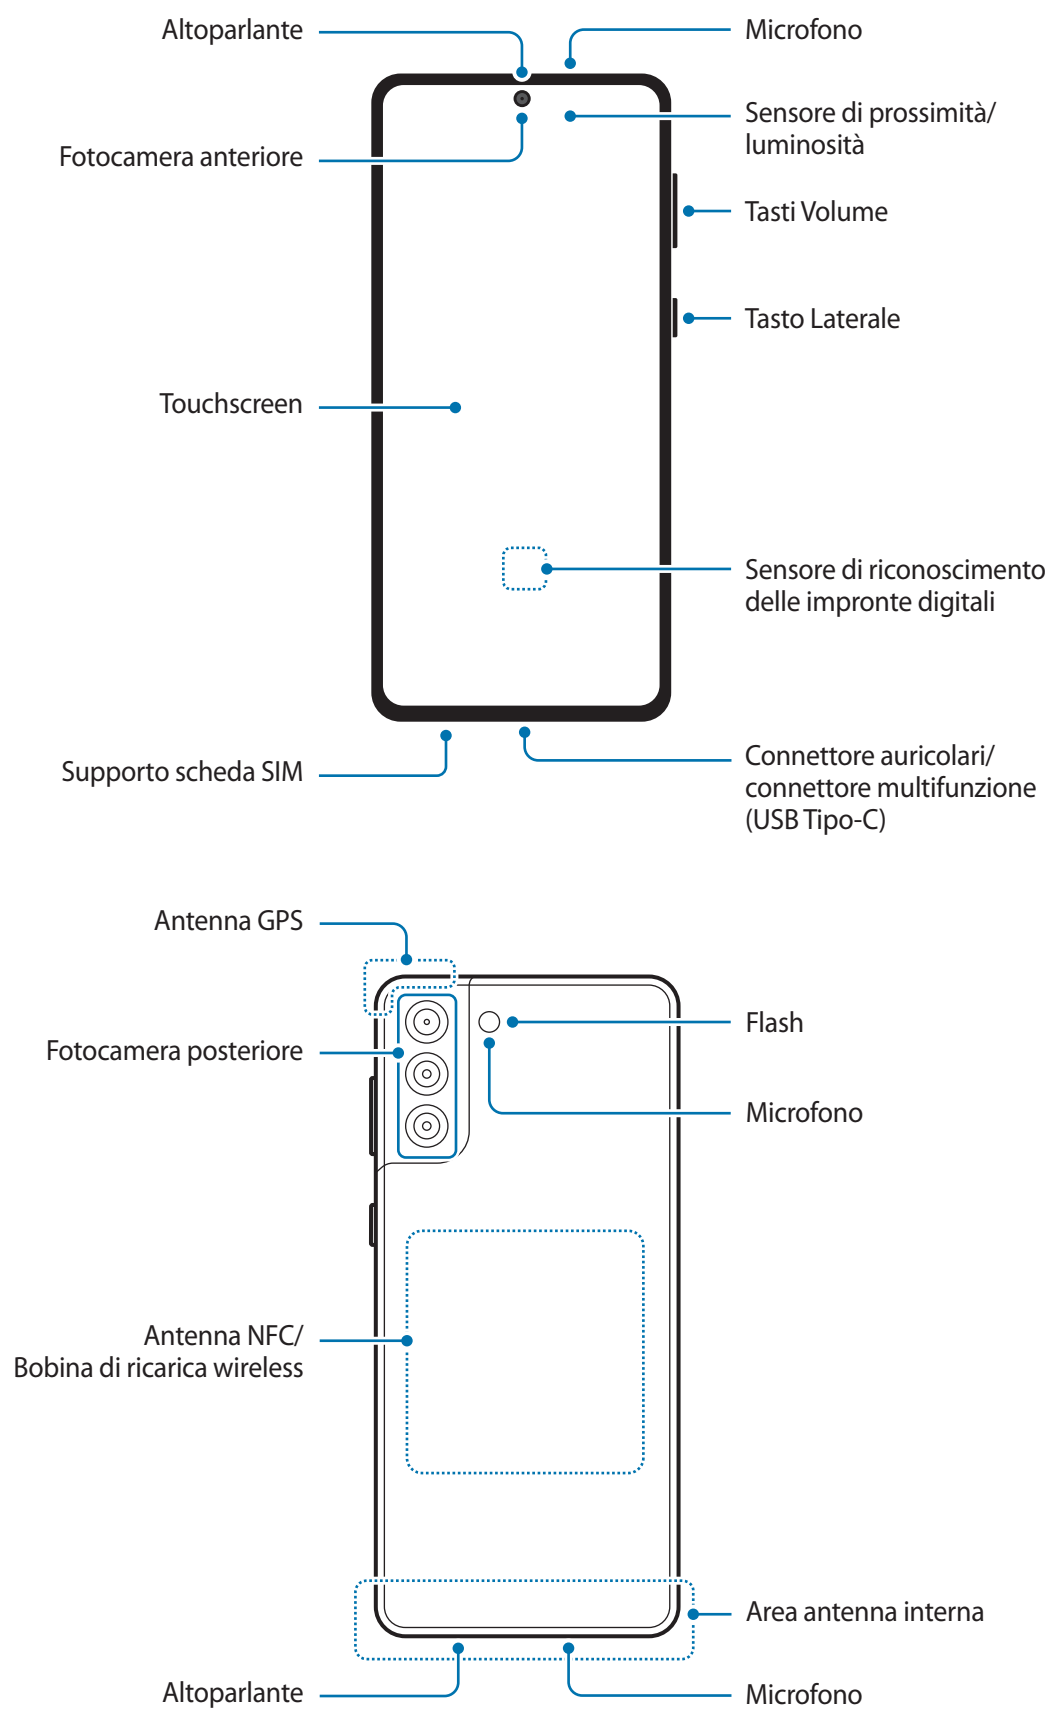 Altoparlante
Microfono
Sensore di prossimità/
luminosità
Fotocamera anteriore
Tasti Volume
Tasto Laterale
Touchscreen
Sensore di riconoscimento
delle impronte digitali
Supporto scheda SIM
Connettore auricolari/
connettore multifunzione
(USB Tipo-C)
Antenna GPS
Flash
Fotocamera posteriore
Microfono
Antenna NFC/
Bobina di ricarica wireless
Area antenna interna
Altoparlante
Microfono